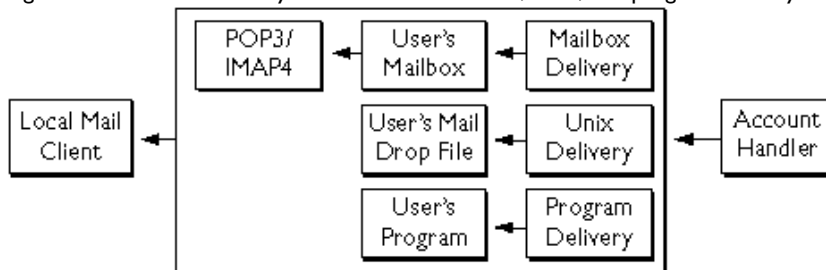 POP3/
IMAP4
User's
Mailbox
Mailbox
Delivery
Local Mail
Client
User's Mail
Drop File
Unix
Delivery
Account
Handler
User's
Program
Program
Delivery